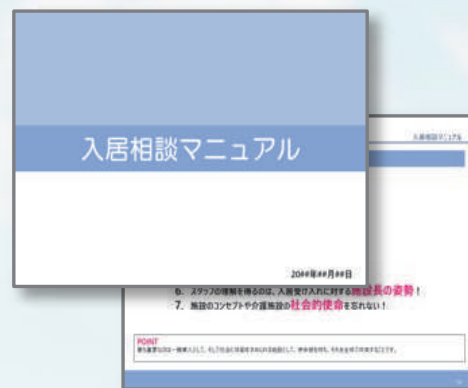 入居相談マニュアル
20##年##月##日
入居相談マニュアル
6. スタッフの理解を得るのは、入居受け入れに対する施設長の姿勢！
7. 施設のコンセプトや介護施設の社会的使命を忘れない！
POINT